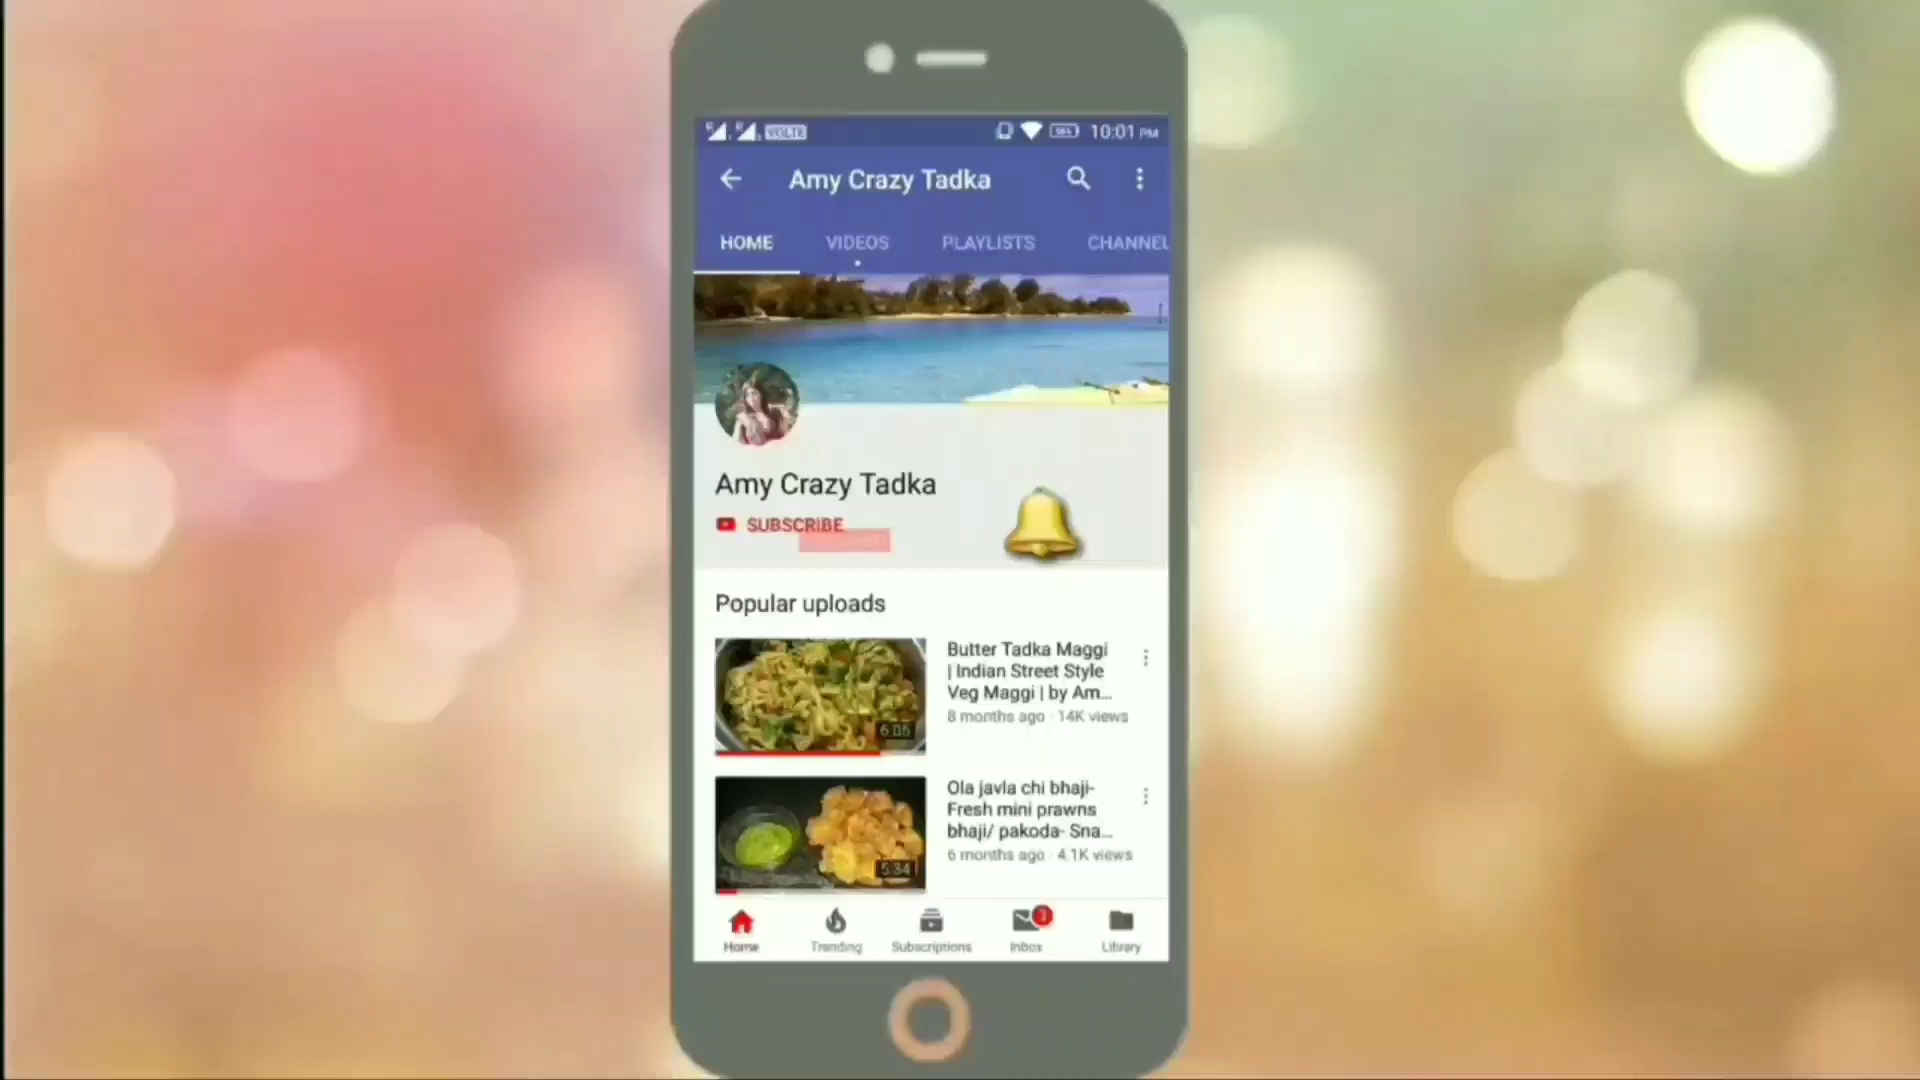 VOLTE
10:01 PM
Amy Crazy Tadka
HOME VIDEOS PLAYLISTS CHANNEL
Amy Crazy Tadka
SUBSCRIBE
Popular uploads
Butter Tadka Maggi
| Indian Street Style
Veg Maggi | by Am...
8 months ago · 14K views
6:05
Ola javla chi bhaji-
Fresh mini prawns
bhaji/ pakoda- Sna...
6 months ago · 4.1K views
5:34
3
Home Trending Subscriptions Inbox Library